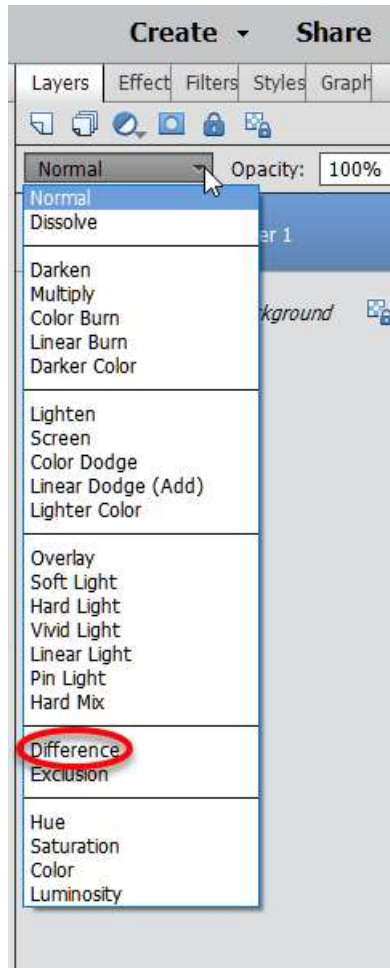 Create Share
Layers Effect Filters Styles Graph
Normal Opacity: 100%
Normal
er 1
Dissolve
Darken
Multiply
Color Burn kground
Linear Burn
Darker Color
Lighten
Screen
Color Dodge
Linear Dodge (Add)
Lighter Color
Overlay
Soft Light
Hard Light
Vivid Light
Linear Light
Pin Light
Hard Mix
Difference
Exclusion
Hue
Saturation
Color
Luminosity